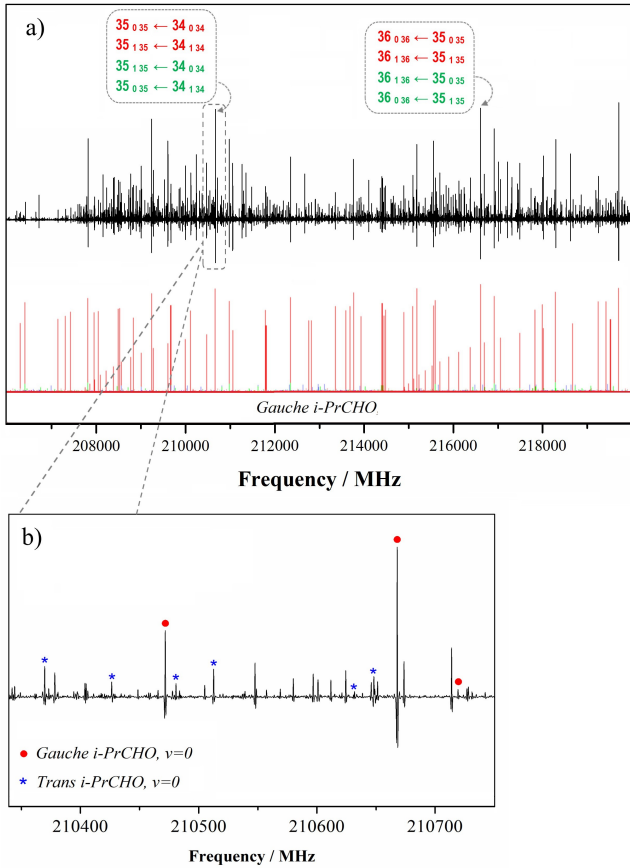 a)
35 0 35 ← 34 0 34
35 1 35 ← 34 1 34
35 1 35 ← 34 0 34
35 0 35 ← 34 1 34
36 0 36 ← 35 0 35
36 1 36 ← 35 1 35
36 1 36 ← 35 0 35
36 0 36 ← 35 1 35
Gauche i-PrCHO
208000 210000 212000 214000 216000 218000
Frequency / MHz
b)
Gauche i-PrCHO, v=0
* Trans i-PrCHO, v=0
210400 210500 210600 210700
Frequency / MHz